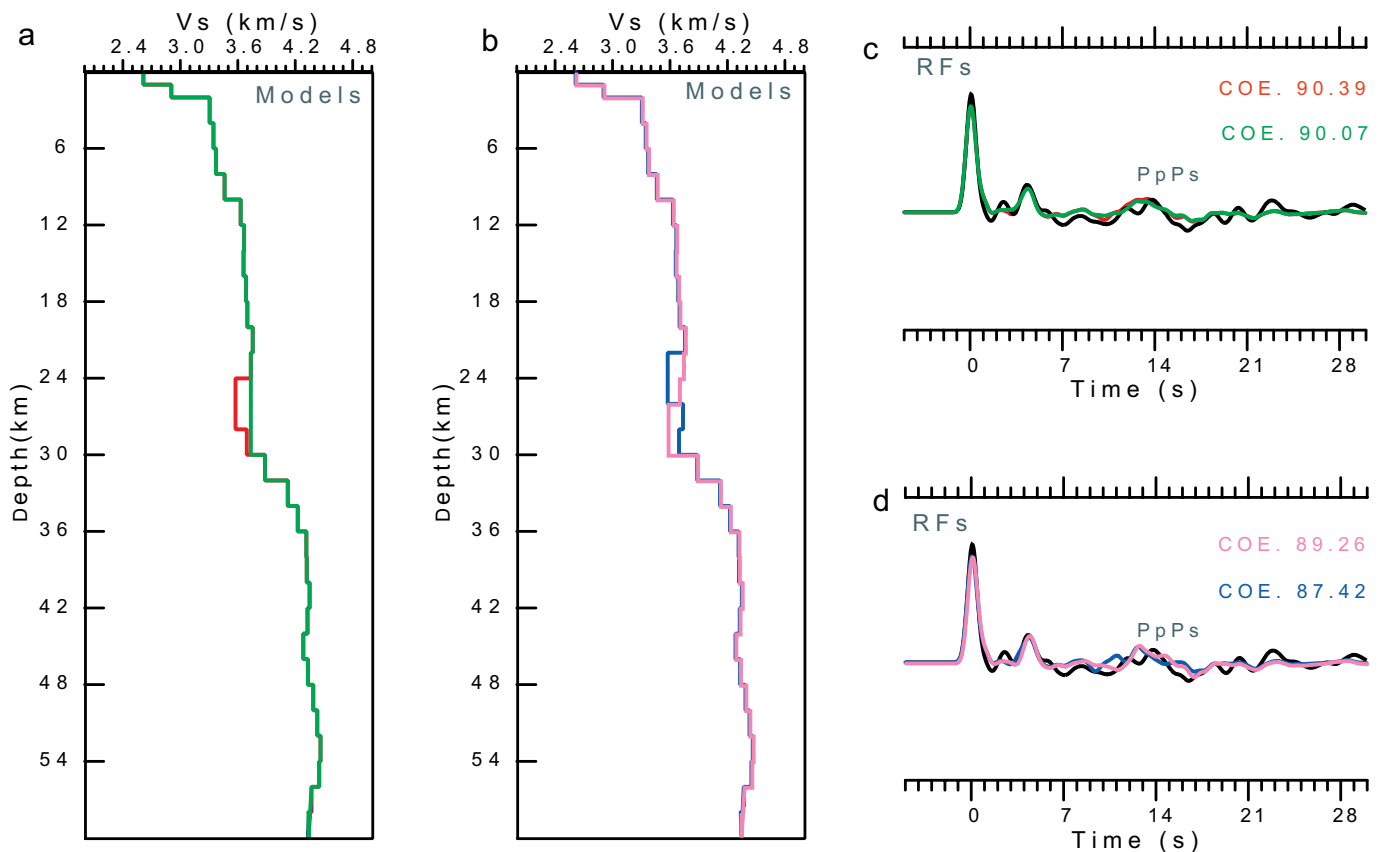 a
Vs (km/s)
2.4 3.0 3.6 4.2 4.8
Models
6
12
18
24
30
36
42
48
54
Depth(km)
b
Vs (km/s)
2.4 3.0 3.6 4.2 4.8
Models
6
12
18
24
30
36
42
48
54
Depth(km)
c
RFs
COE. 90.39
COE. 90.07
PpPs
0 7 14 21 28
Time (s)
d
RFs
COE. 89.26
COE. 87.42
PpPs
0 7 14 21 28
Time (s)